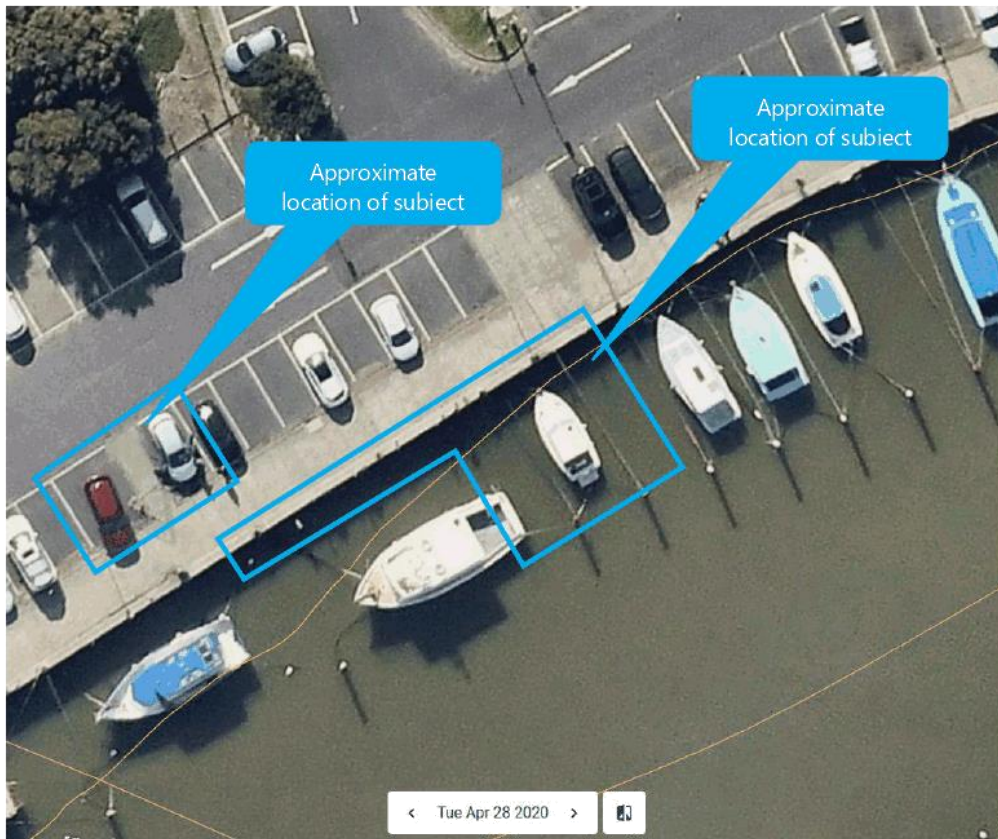 Approximate
location of subiect
Approximate
location of subiect
Tue Apr 28 2020